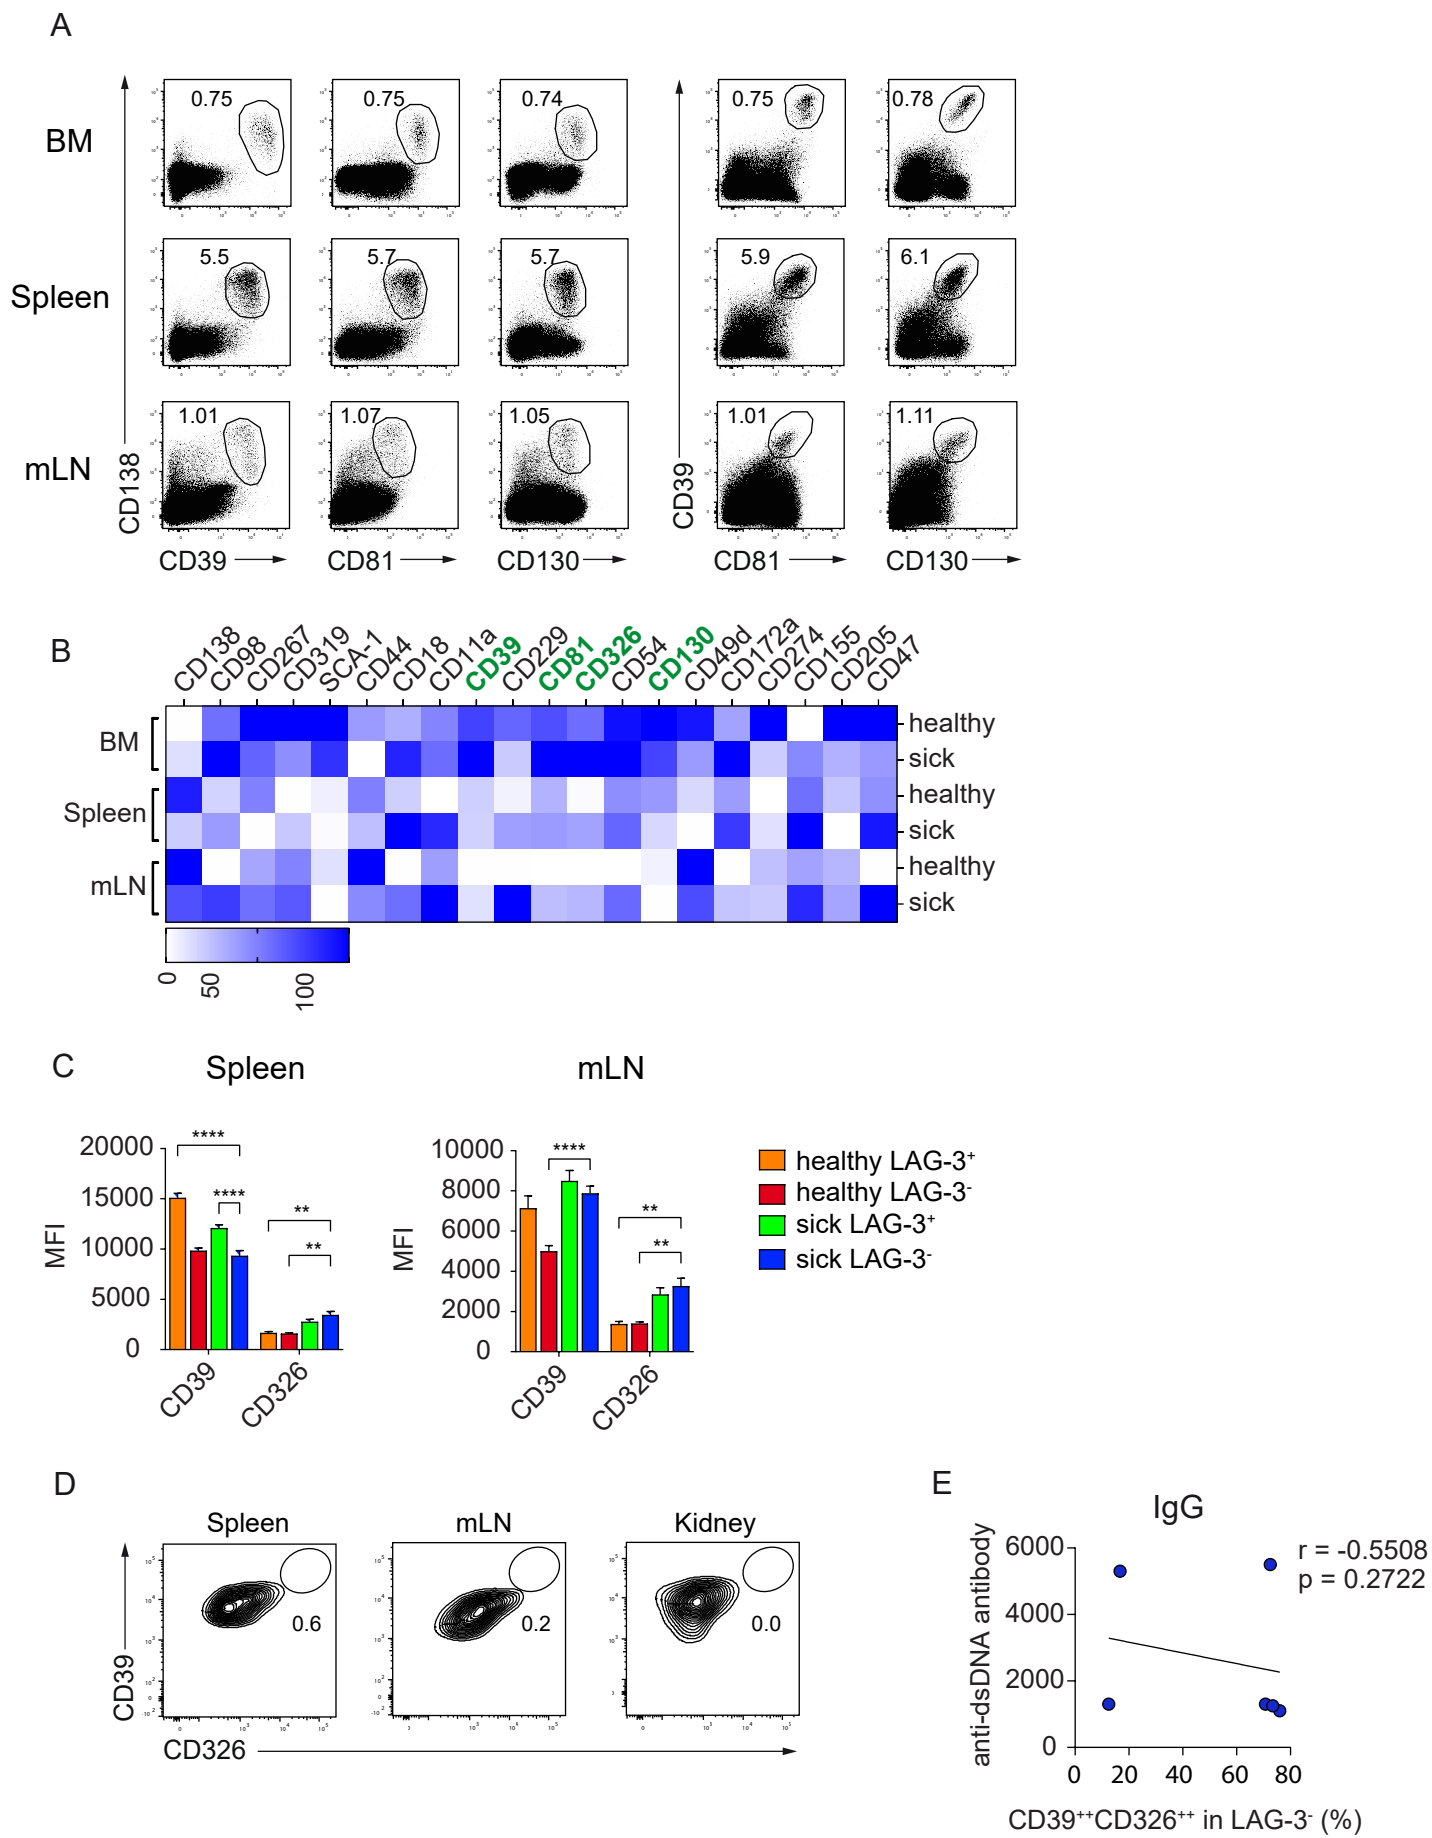 A
BM
0.75
0.75
0.74
0.75
0.78
Spleen
5.5
5.7
5.7
5.9
6.1
mLN
1.01
1.07
1.05
1.01
1.11
CD138
CD39
CD39
CD81
CD130
CD81
CD130
B
CD138
CD98
CD267
CD319
SCA-1
CD44
CD18
CD11a
CD39
CD229
CD81
CD326
CD54
CD130
CD49d
CD172a
CD274
CD155
CD205
CD47
BM
healthy
sick
Spleen
healthy
sick
mLN
healthy
sick
0
50
100
C
Spleen
mLN
MFI
20000
15000
10000
5000
0
****
****
**
**
CD39
CD326
MFI
10000
8000
6000
4000
2000
0
****
**
**
CD39
CD326
healthy LAG-3⁺
healthy LAG-3⁻
sick LAG-3⁺
sick LAG-3⁻
D
Spleen
mLN
Kidney
0.6
0.2
0.0
CD39
CD326
E
IgG
r = -0.5508
p = 0.2722
anti-dsDNA antibody
6000
4000
2000
0
0 20 40 60 80
CD39⁺⁺CD326⁺⁺ in LAG-3⁻ (%)